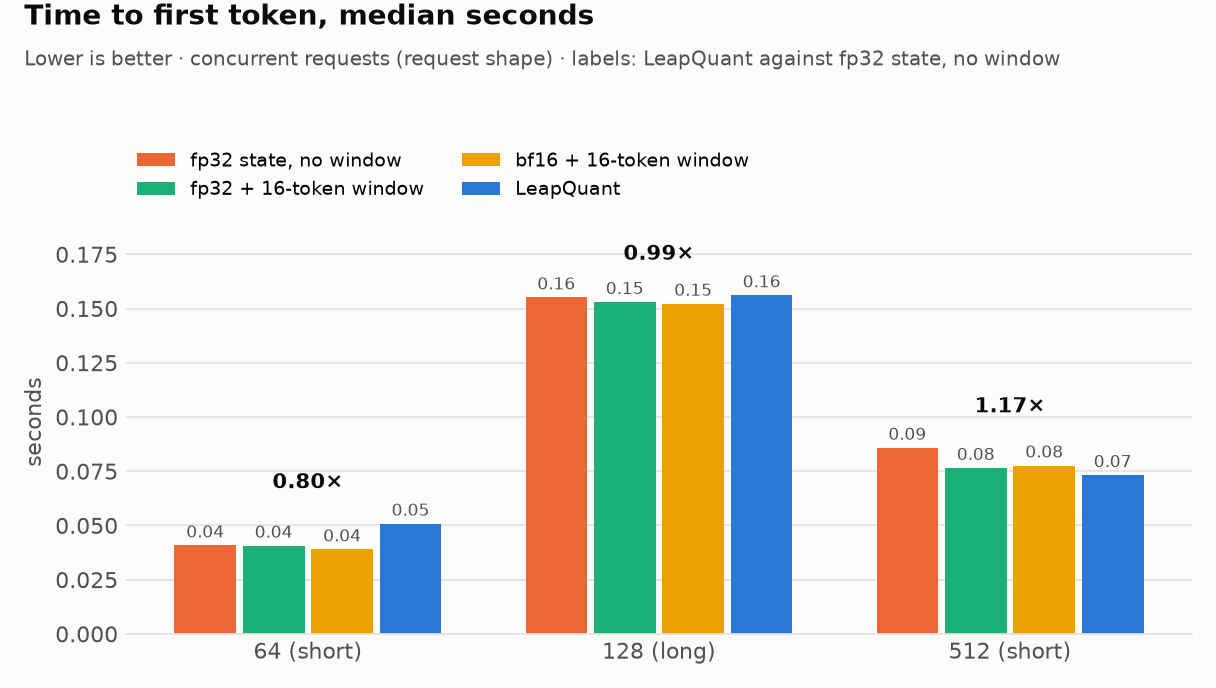 Time to first token, median seconds
Lower is better · concurrent requests (request shape) · labels: LeapQuant against fp32 state, no window
fp32 state, no window
bf16 + 16-token window
fp32 + 16-token window
LeapQuant
seconds
0.175
0.150
0.125
0.100
0.075
0.050
0.025
0.000
0.80×
0.04
0.04
0.04
0.05
0.99×
0.16
0.15
0.15
0.16
1.17×
0.09
0.08
0.08
0.07
64 (short)
128 (long)
512 (short)